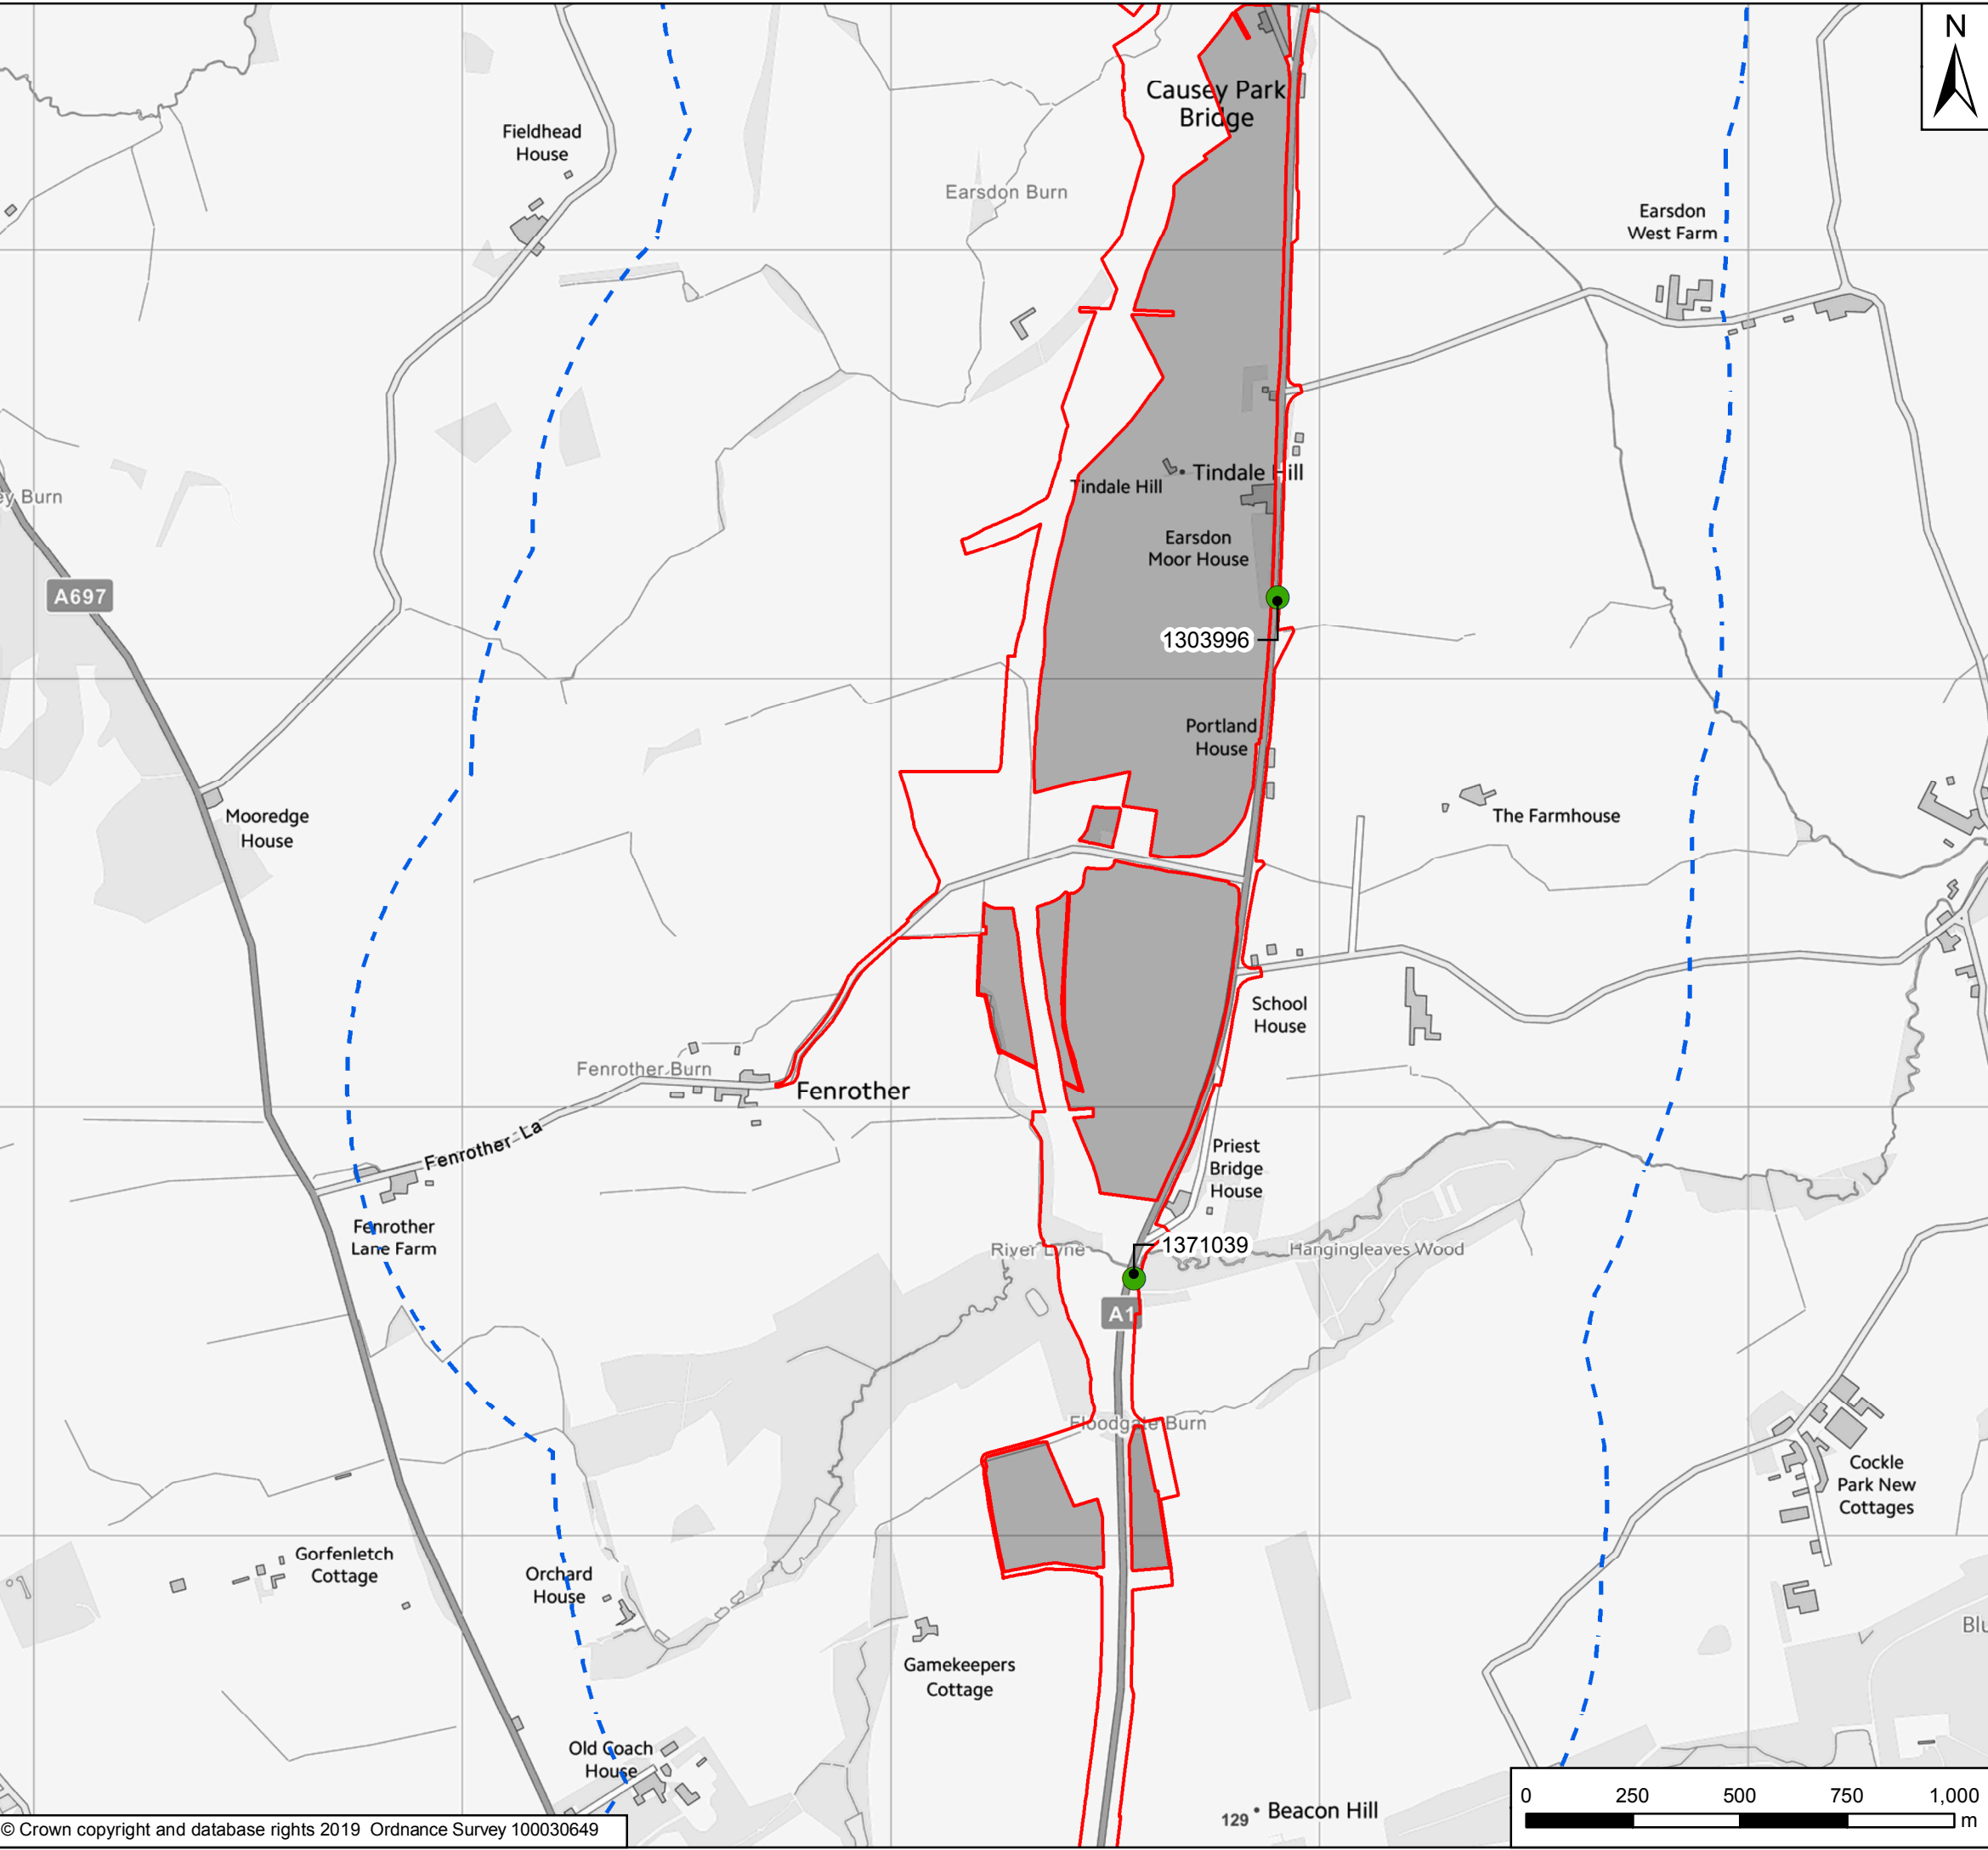 N
Causey Park
Bridge
Fieldhead
House
Earsdon Burn
Earsdon
West Farm
Tindale Hill
Tindale Hill
ey Burn
Earsdon
Moor House
A697
1303996
Portland
House
Mooredge
House
The Farmhouse
School
House
Fenrother Burn
Fenrother
Fenrother La
Priest
Bridge
House
Fenrother
Lane Farm
River Lyne
1371039
Hangingleaves Wood
A1
Floodgate Burn
Cockle
Park New
Cottages
Gorfenletch
Cottage
Orchard
House
Blu
Gamekeepers
Cottage
Old Coach
House
129
Beacon Hill
0 250 500 750 1,000
m
© Crown copyright and database rights 2019 Ordnance Survey 100030649